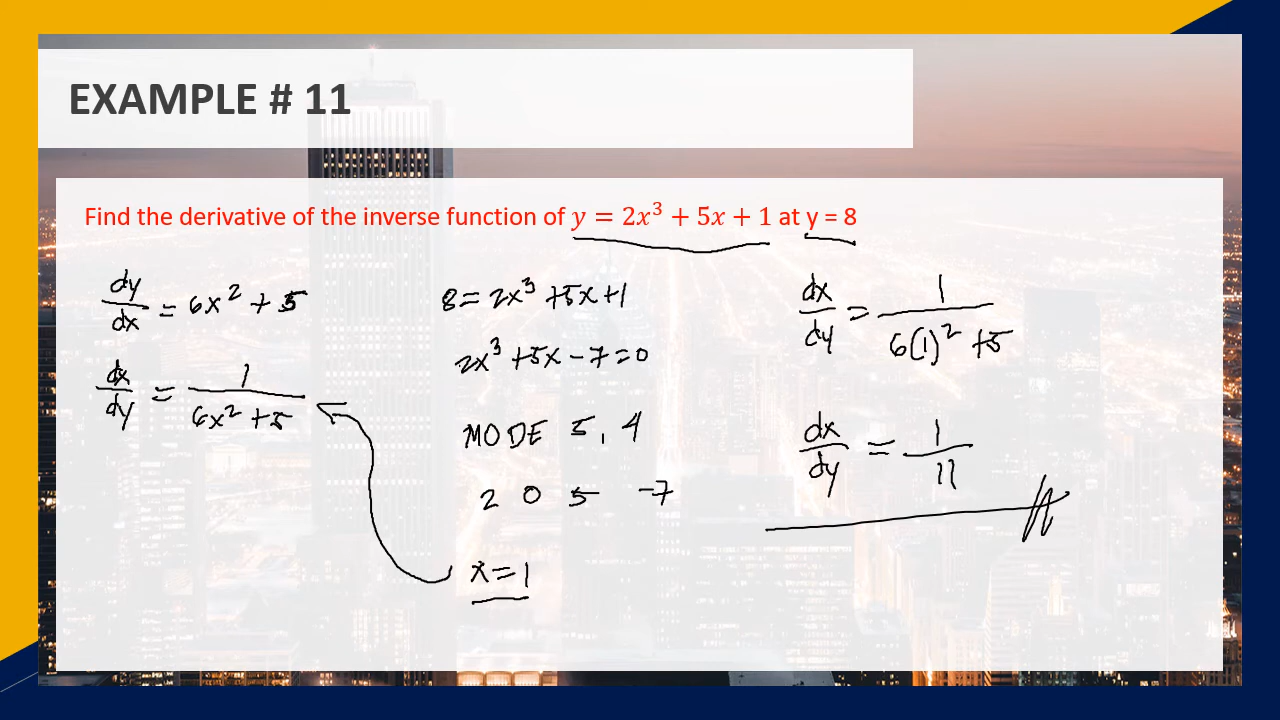 EXAMPLE # 11
Find the derivative of the inverse function of y = 2x³ + 5x + 1 at y = 8
dy/dx = 6x² + 5
dx/dy = 1/(6x² + 5)
8 = 2x³ + 5x + 1
2x³ + 5x - 7 = 0
MODE 5, 4
2 0 5 -7
x = 1
dx/dy = 1/(6(1)² + 5)
dx/dy = 1/11